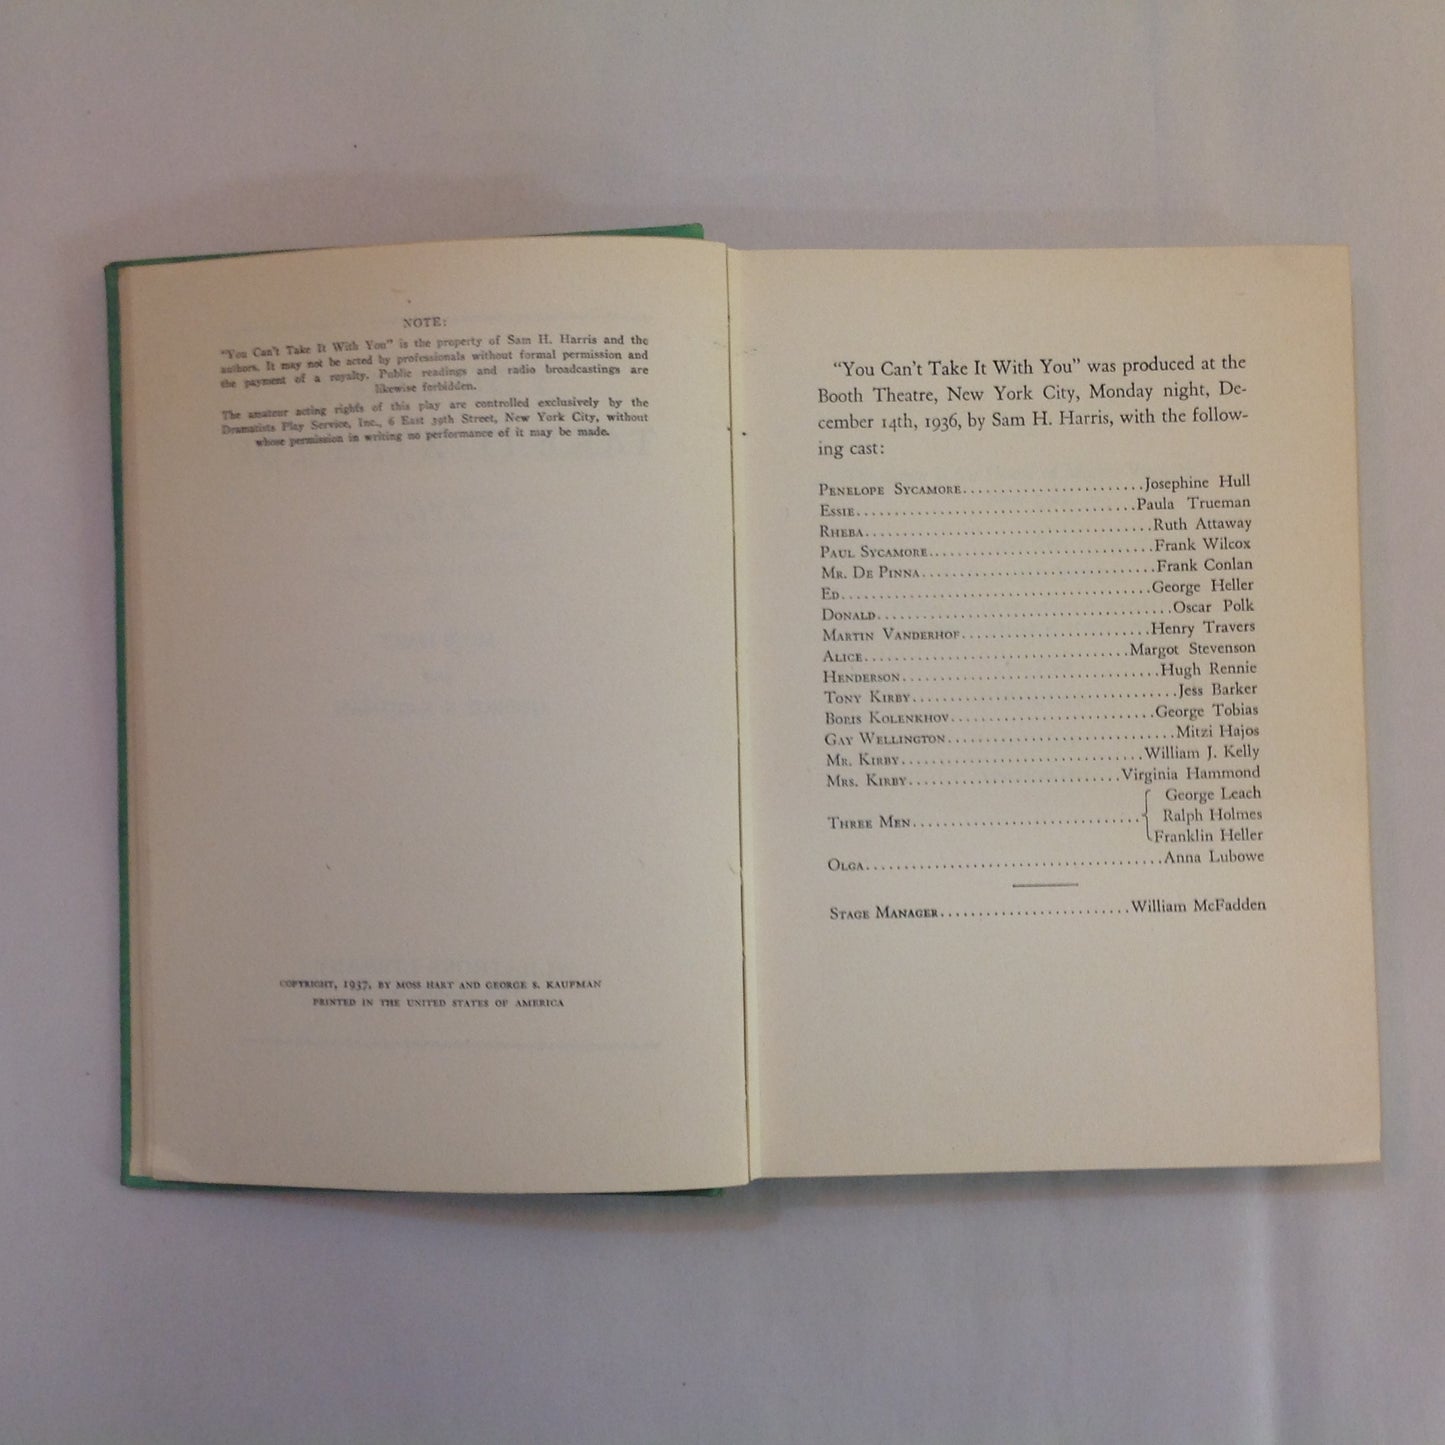 NOTE:
"You Can't Take It With You" is the property of Sam H. Harris and the
authors. It may not be acted by professionals without formal permission and
the payment of a royalty. Public readings and radio broadcastings are
likewise forbidden.
The amateur acting rights of this play are controlled exclusively by the
Dramatists Play Service, Inc., 6 East 39th Street, New York City, without
whose permission in writing no performance of it may be made.
COPYRIGHT, 1937, BY MOSS HART AND GEORGE S. KAUFMAN
PRINTED IN THE UNITED STATES OF AMERICA
"You Can't Take It With You" was produced at the
Booth Theatre, New York City, Monday night, De-
cember 14th, 1936, by Sam H. Harris, with the follow-
ing cast:
PENELOPE SYCAMORE........................Josephine Hull
ESSIE.....................................Paula Trueman
RHEBA......................................Ruth Attaway
PAUL SYCAMORE..............................Frank Wilcox
MR. DE PINNA...............................Frank Conlan
ED.........................................George Heller
DONALD.......................................Oscar Polk
MARTIN VANDERHOF.........................Henry Travers
ALICE...................................Margot Stevenson
HENDERSON..................................Hugh Rennie
TONY KIRBY...................................Jess Barker
BORIS KOLENKHOV...........................George Tobias
GAY WELLINGTON..............................Mitzi Hajos
MR. KIRBY................................William J. Kelly
MRS. KIRBY............................Virginia Hammond
George Leach
THREE MEN..............................Ralph Holmes
Franklin Heller
OLGA.......................................Anna Lubowe
STAGE MANAGER.........................William McFadden